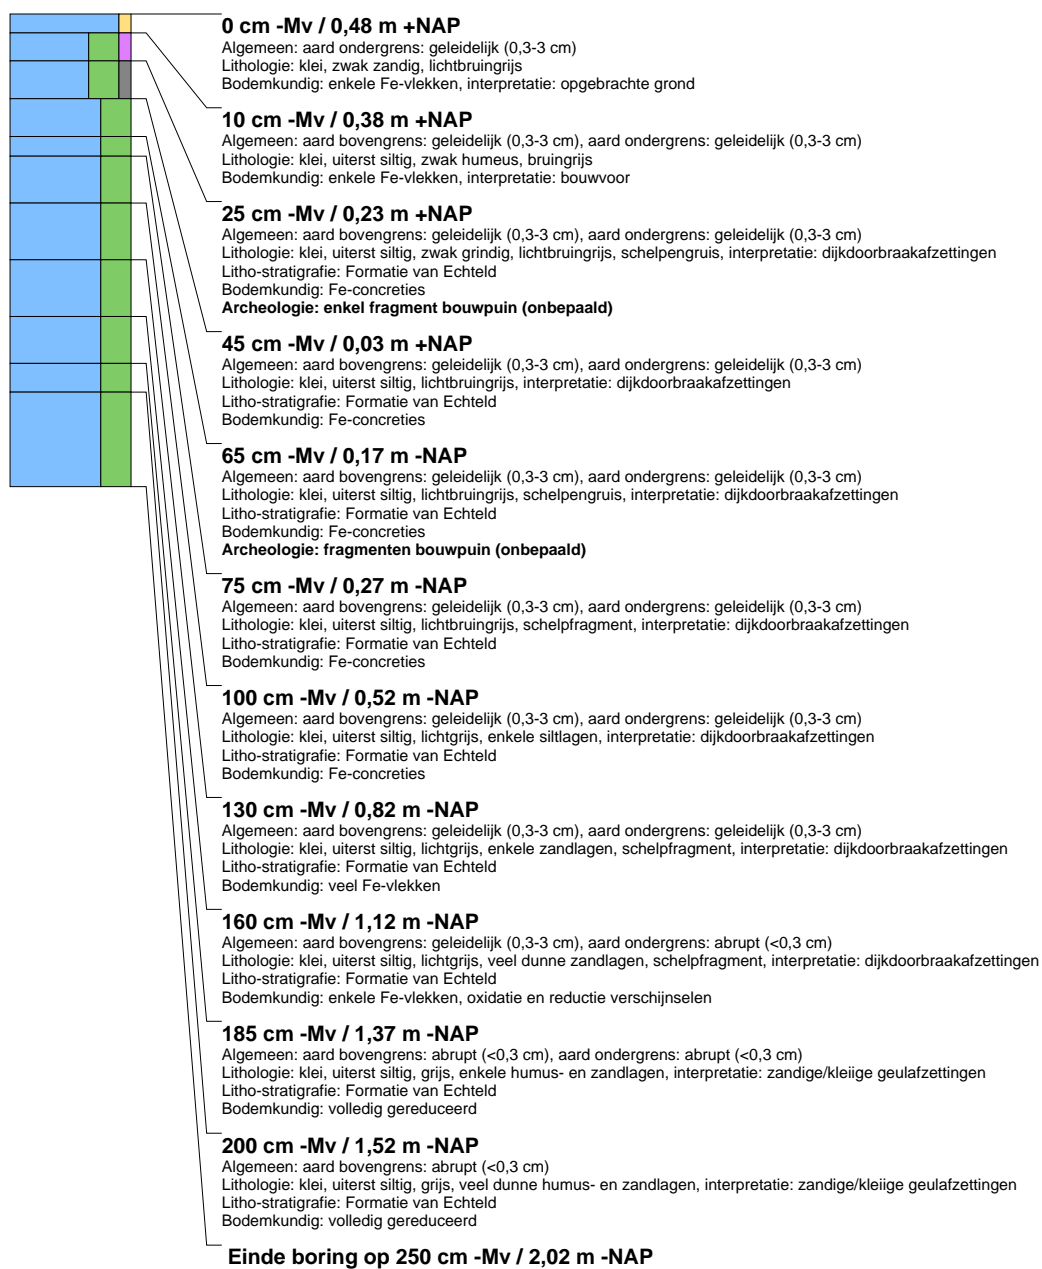 0 cm -Mv / 0,48 m +NAP
Algemeen: aard ondergrens: geleidelijk (0,3-3 cm)
Lithologie: klei, zwak zandig, lichtbruingrijs
Bodemkundig: enkele Fe-vlekken, interpretatie: opgebrachte grond
10 cm -Mv / 0,38 m +NAP
Algemeen: aard bovengrens: geleidelijk (0,3-3 cm), aard ondergrens: geleidelijk (0,3-3 cm)
Lithologie: klei, uiterst siltig, zwak humeus, bruingrijs
Bodemkundig: enkele Fe-vlekken, interpretatie: bouwvoor
25 cm -Mv / 0,23 m +NAP
Algemeen: aard bovengrens: geleidelijk (0,3-3 cm), aard ondergrens: geleidelijk (0,3-3 cm)
Lithologie: klei, uiterst siltig, zwak grindig, lichtbruingrijs, schelpengruis, interpretatie: dijkdoorbraakafzettingen
Litho-stratigrafie: Formatie van Echteld
Bodemkundig: Fe-concreties
Archeologie: enkel fragment bouwpuin (onbepaald)
45 cm -Mv / 0,03 m +NAP
Algemeen: aard bovengrens: geleidelijk (0,3-3 cm), aard ondergrens: geleidelijk (0,3-3 cm)
Lithologie: klei, uiterst siltig, lichtbruingrijs, interpretatie: dijkdoorbraakafzettingen
Litho-stratigrafie: Formatie van Echteld
Bodemkundig: Fe-concreties
65 cm -Mv / 0,17 m -NAP
Algemeen: aard bovengrens: geleidelijk (0,3-3 cm), aard ondergrens: geleidelijk (0,3-3 cm)
Lithologie: klei, uiterst siltig, lichtbruingrijs, schelpengruis, interpretatie: dijkdoorbraakafzettingen
Litho-stratigrafie: Formatie van Echteld
Bodemkundig: Fe-concreties
Archeologie: fragmenten bouwpuin (onbepaald)
75 cm -Mv / 0,27 m -NAP
Algemeen: aard bovengrens: geleidelijk (0,3-3 cm), aard ondergrens: geleidelijk (0,3-3 cm)
Lithologie: klei, uiterst siltig, lichtbruingrijs, schelpfragment, interpretatie: dijkdoorbraakafzettingen
Litho-stratigrafie: Formatie van Echteld
Bodemkundig: Fe-concreties
100 cm -Mv / 0,52 m -NAP
Algemeen: aard bovengrens: geleidelijk (0,3-3 cm), aard ondergrens: geleidelijk (0,3-3 cm)
Lithologie: klei, uiterst siltig, lichtgrijs, enkele siltlagen, interpretatie: dijkdoorbraakafzettingen
Litho-stratigrafie: Formatie van Echteld
Bodemkundig: Fe-concreties
130 cm -Mv / 0,82 m -NAP
Algemeen: aard bovengrens: geleidelijk (0,3-3 cm), aard ondergrens: geleidelijk (0,3-3 cm)
Lithologie: klei, uiterst siltig, lichtgrijs, enkele zandlagen, schelpfragment, interpretatie: dijkdoorbraakafzettingen
Litho-stratigrafie: Formatie van Echteld
Bodemkundig: veel Fe-vlekken
160 cm -Mv / 1,12 m -NAP
Algemeen: aard bovengrens: geleidelijk (0,3-3 cm), aard ondergrens: abrupt (<0,3 cm)
Lithologie: klei, uiterst siltig, lichtgrijs, veel dunne zandlagen, schelpfragment, interpretatie: dijkdoorbraakafzettingen
Litho-stratigrafie: Formatie van Echteld
Bodemkundig: enkele Fe-vlekken, oxidatie en reductie verschijnselen
185 cm -Mv / 1,37 m -NAP
Algemeen: aard bovengrens: abrupt (<0,3 cm), aard ondergrens: abrupt (<0,3 cm)
Lithologie: klei, uiterst siltig, grijs, enkele humus- en zandlagen, interpretatie: zandige/kleiige geulafzettingen
Litho-stratigrafie: Formatie van Echteld
Bodemkundig: volledig gereduceerd
200 cm -Mv / 1,52 m -NAP
Algemeen: aard bovengrens: abrupt (<0,3 cm)
Lithologie: klei, uiterst siltig, grijs, veel dunne humus- en zandlagen, interpretatie: zandige/kleiige geulafzettingen
Litho-stratigrafie: Formatie van Echteld
Bodemkundig: volledig gereduceerd
Einde boring op 250 cm -Mv / 2,02 m -NAP